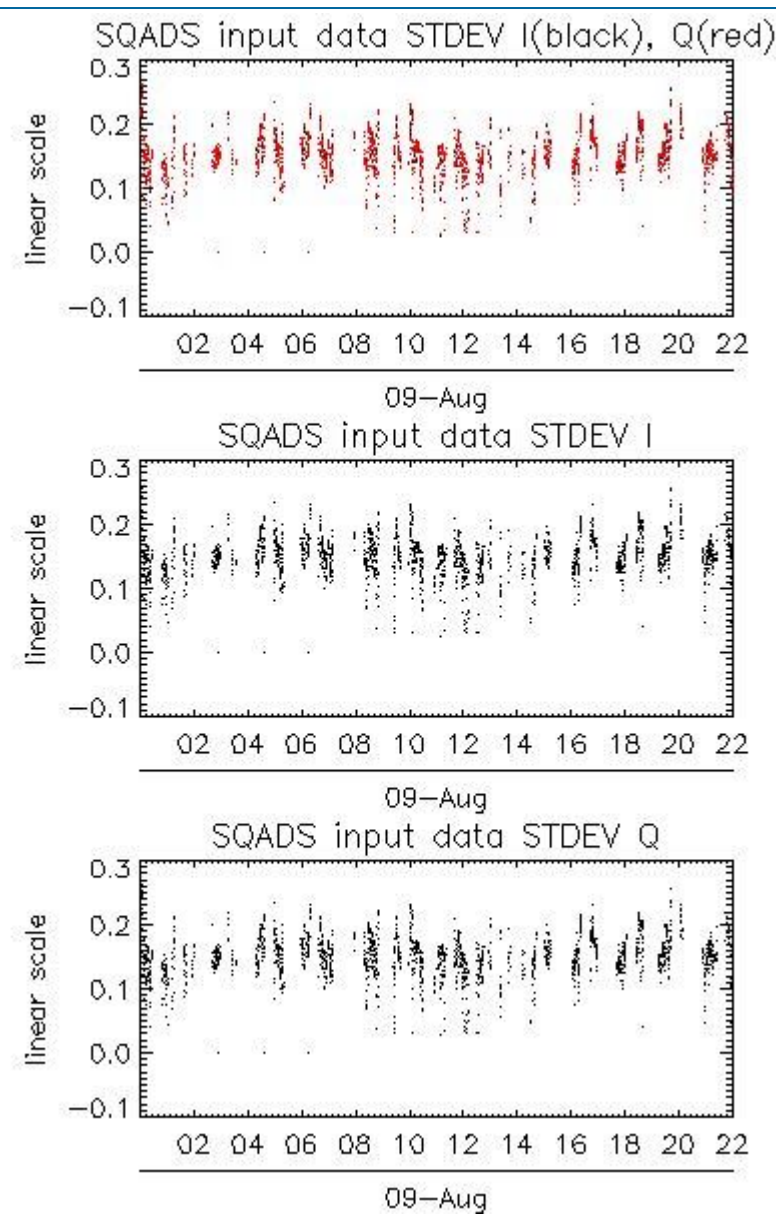 SQADS input data STDEV I(black), Q(red)
0.3
0.2
0.1
0.0
−0.1
linear scale
02 04 06 08 10 12 14 16 18 20 22
09−Aug
SQADS input data STDEV I
0.3
0.2
0.1
0.0
−0.1
linear scale
02 04 06 08 10 12 14 16 18 20 22
09−Aug
SQADS input data STDEV Q
0.3
0.2
0.1
0.0
−0.1
linear scale
02 04 06 08 10 12 14 16 18 20 22
09−Aug